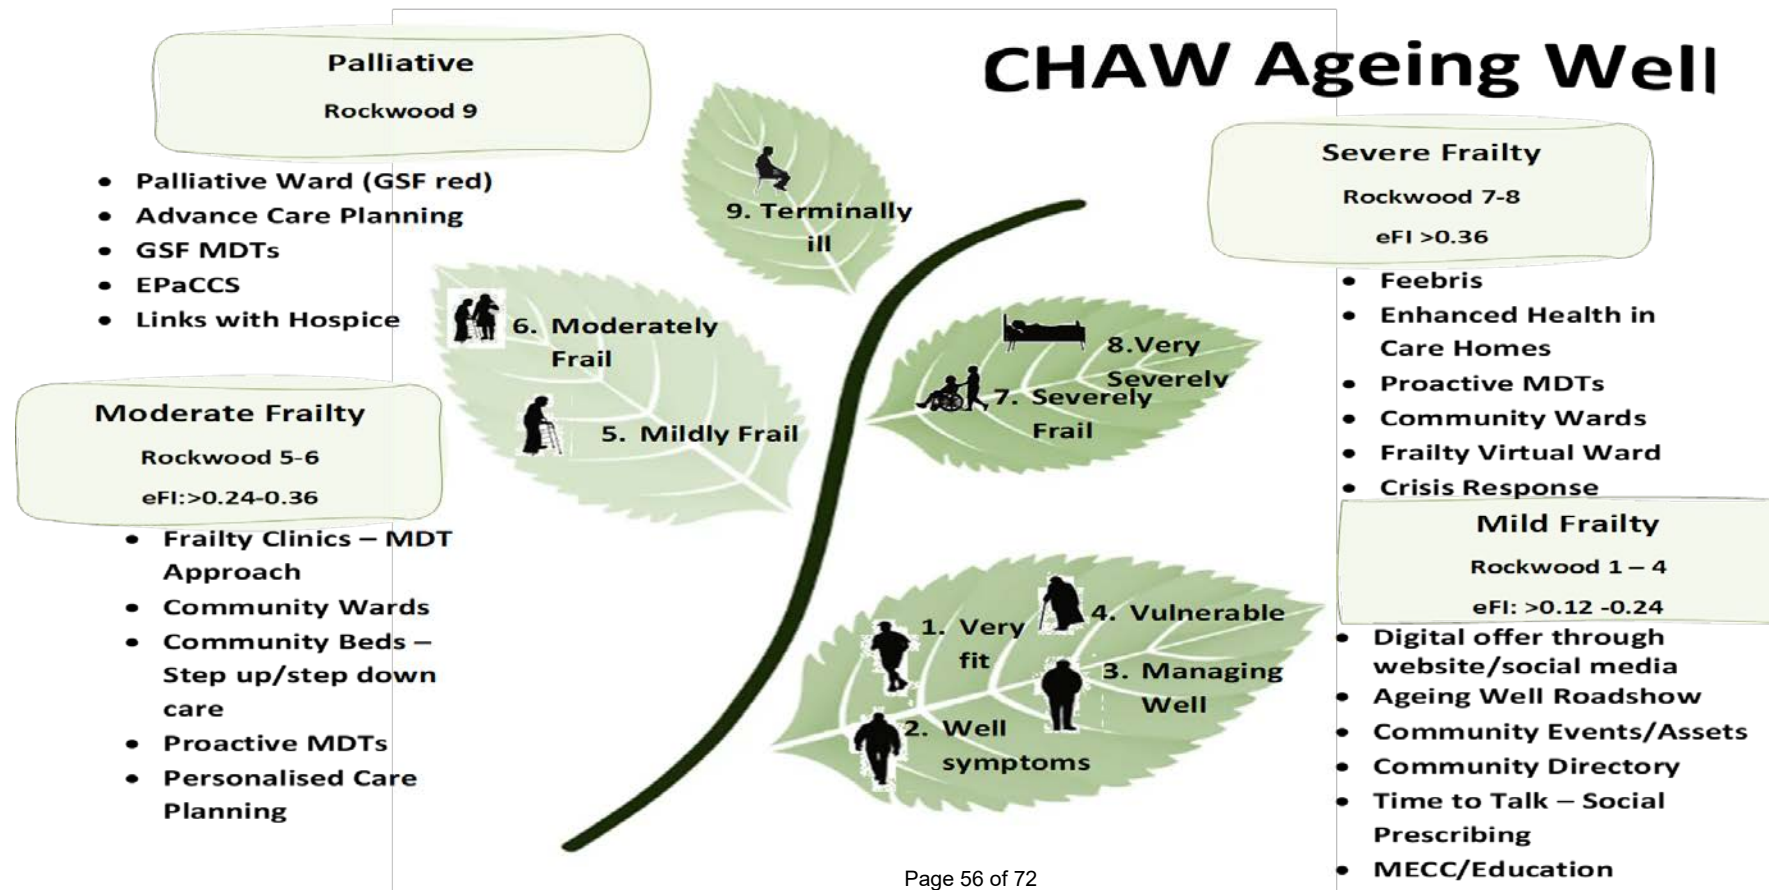 CHAW Ageing Well
Palliative
Rockwood 9
• Palliative Ward (GSF red)
• Advance Care Planning
• GSF MDTs
• EPaCCS
• Links with Hospice
Moderate Frailty
Rockwood 5-6
eFI:>0.24-0.36
• Frailty Clinics – MDT
Approach
• Community Wards
• Community Beds –
Step up/step down
care
• Proactive MDTs
• Personalised Care
Planning
9. Terminally
ill
6. Moderately
Frail
5. Mildly Frail
8.Very
Severely
7. Severely
Frail
1. Very
fit
4. Vulnerable
3. Managing
Well
2. Well
symptoms
Severe Frailty
Rockwood 7-8
eFI >0.36
• Feebris
• Enhanced Health in
Care Homes
• Proactive MDTs
• Community Wards
• Frailty Virtual Ward
• Crisis Response
Mild Frailty
Rockwood 1 – 4
eFI: >0.12 -0.24
• Digital offer through
website/social media
• Ageing Well Roadshow
• Community Events/Assets
• Community Directory
• Time to Talk – Social
Prescribing
• MECC/Education
Page 56 of 72